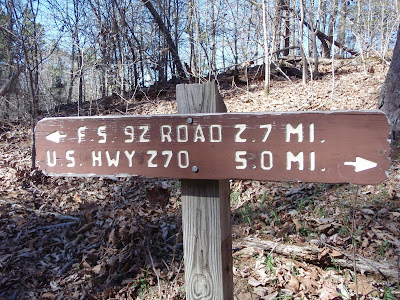 ← F.S. 92 ROAD 2.7 MI.
U.S. HWY 270. 5.0 MI. →